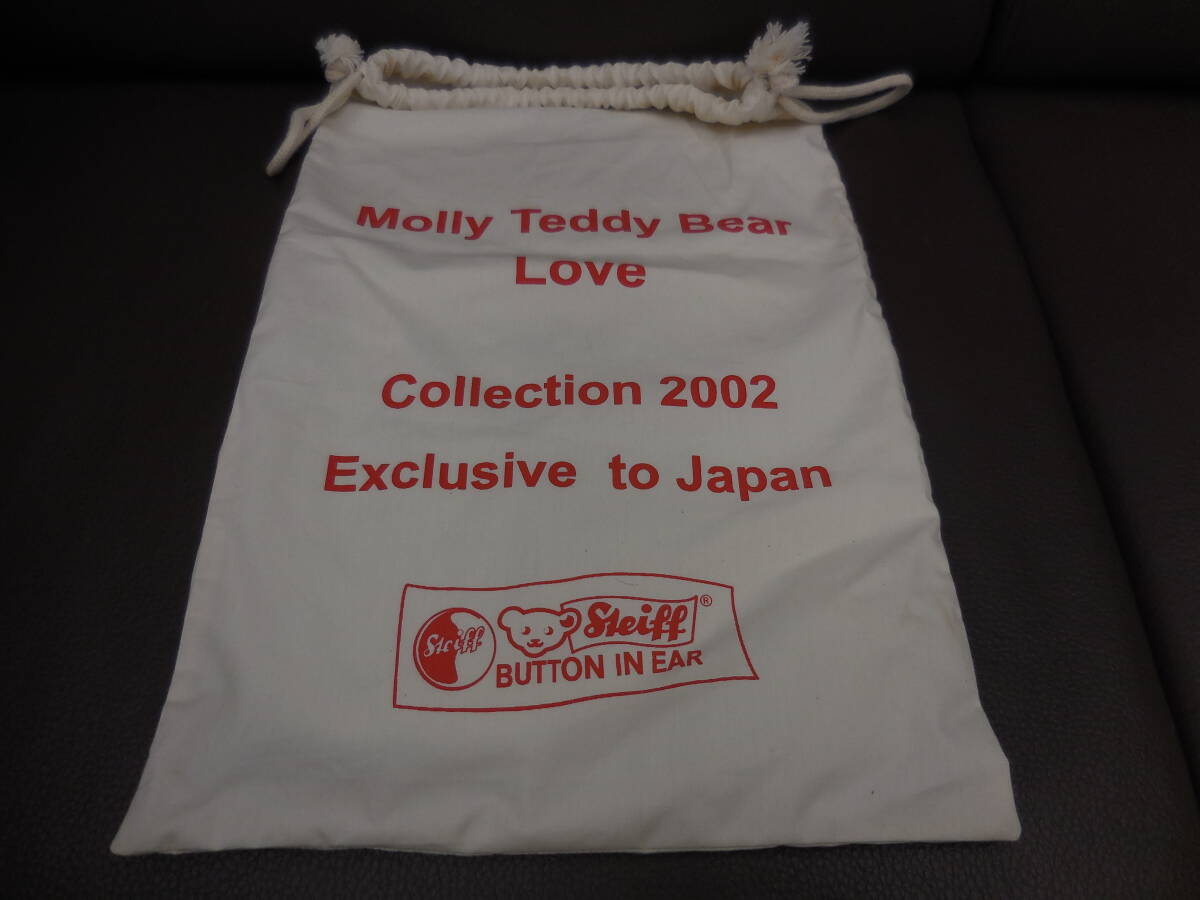 Molly Teddy Bear
Love
Collection 2002
Exclusive to Japan
Steiff
Steiff ®
BUTTON IN EAR